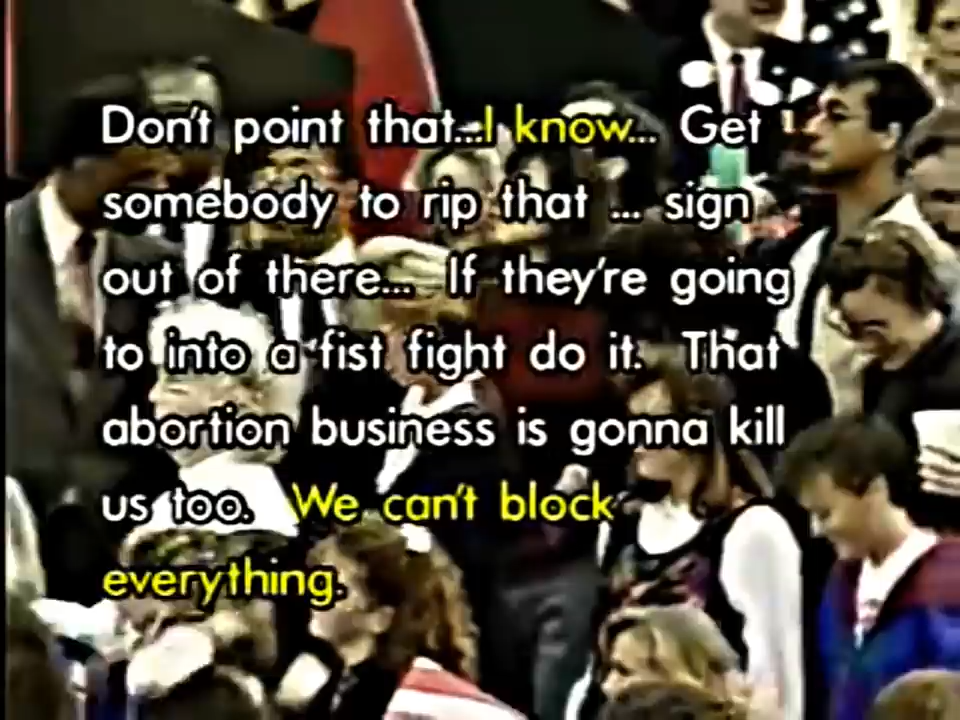 Don't point that...I know... Get
somebody to rip that ... sign
out of there... If they're going
to into a fist fight do it. That
abortion business is gonna kill
us too. We can't block
everything.